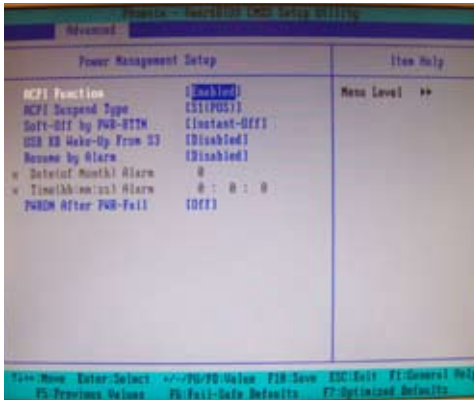 Phoenix - AwardBIOS CMOS Setup Utility
Advanced
Power Management Setup
Item Help
ACPI Function [Enabled]
Menu Level ▸▸
ACPI Suspend Type [S1(POS)]
Soft-Off by PWR-BTTN [Instant-Off]
USB KB Wake-Up From S3 [Disabled]
Resume by Alarm [Disabled]
x Date(of Month) Alarm 0
x Time(hh:mm:ss) Alarm 0 : 0 : 0
PWRON After PWR-Fail [Off]
↑↓→←:Move Enter:Select +/-/PU/PD:Value F10:Save ESC:Exit F1:General Help
F5:Previous Values F6:Fail-Safe Defaults F7:Optimized Defaults